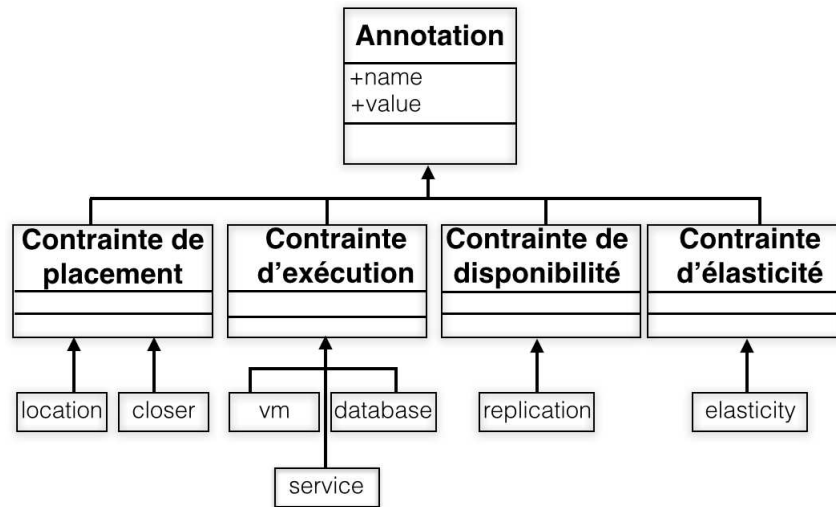 Annotation
+name
+value
Contrainte de
placement
Contrainte
d'exécution
Contrainte de
disponibilité
Contrainte
d'élasticité
location
closer
vm
database
replication
elasticity
service